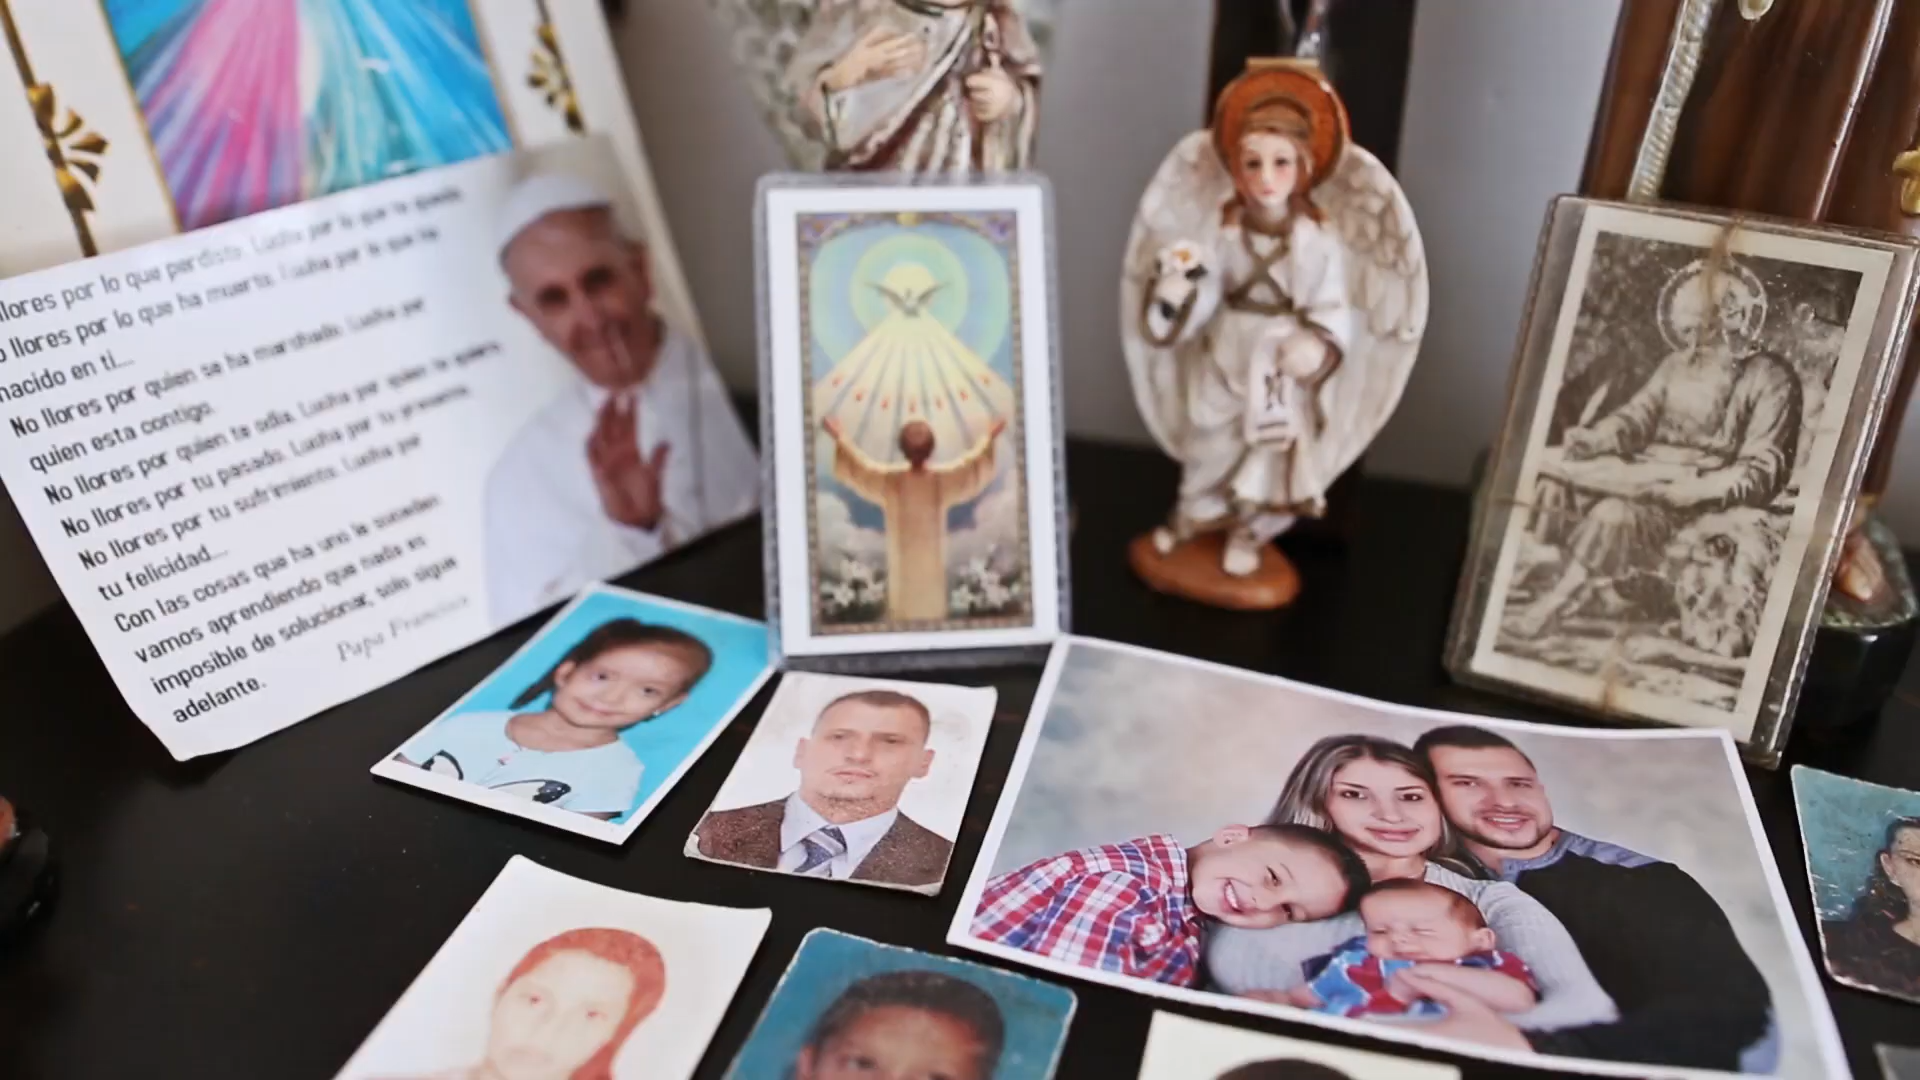 llores por lo que perdiste. Lucha por lo que te queda.
o llores por lo que ha muerto. Lucha por lo que ha
nacido en ti...
No llores por quien se ha marchado. Lucha por
quien esta contigo.
No llores por quien te odia. Lucha por quien te quiere.
No llores por tu pasado. Lucha por tu presente.
No llores por tu sufrimiento. Lucha por
tu felicidad...
Con las cosas que ha uno le suceden
vamos aprendiendo que nada es
imposible de solucionar, solo sigue
adelante.
Papa Francisco